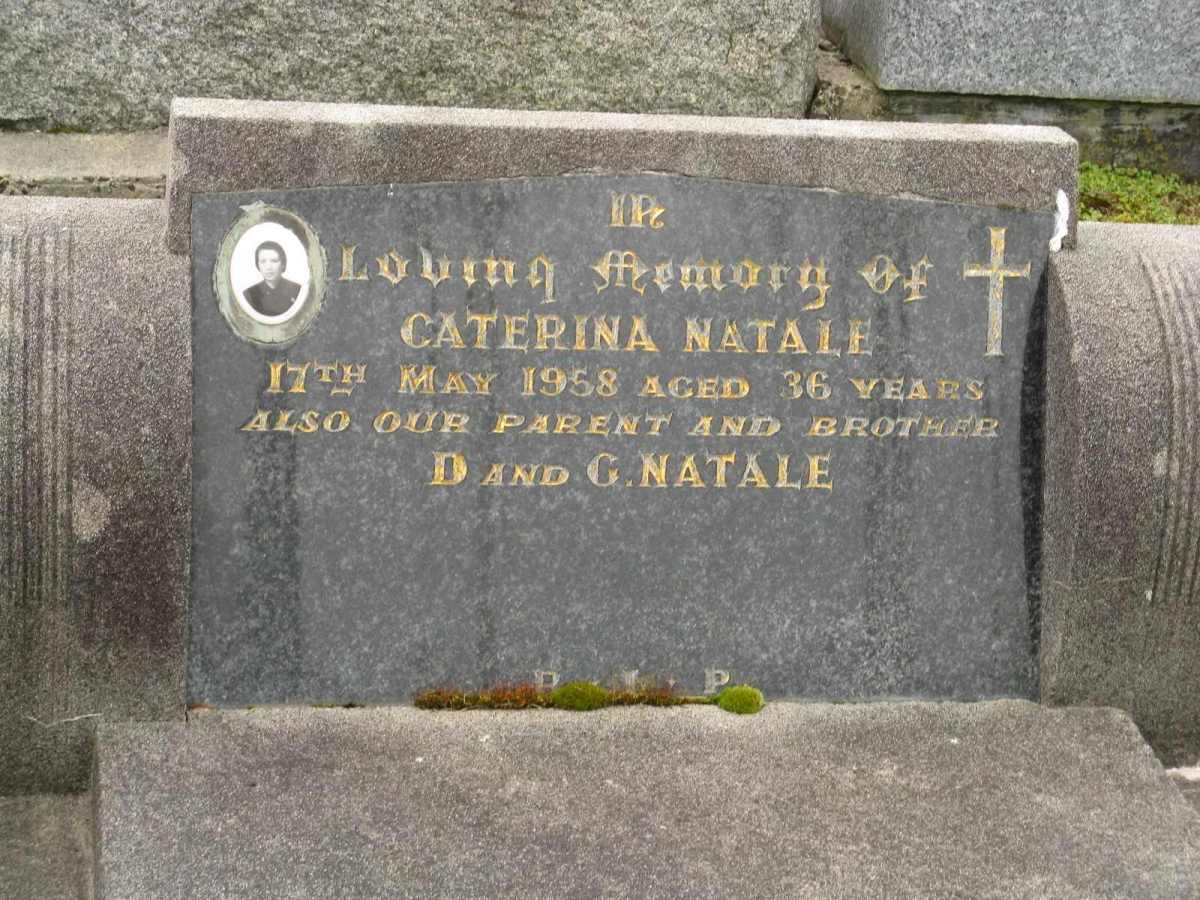 In
Loving Memory Of
CATERINA NATALE
17TH MAY 1958 AGED 36 YEARS
ALSO OUR PARENT AND BROTHER
D AND G. NATALE
R·I·P